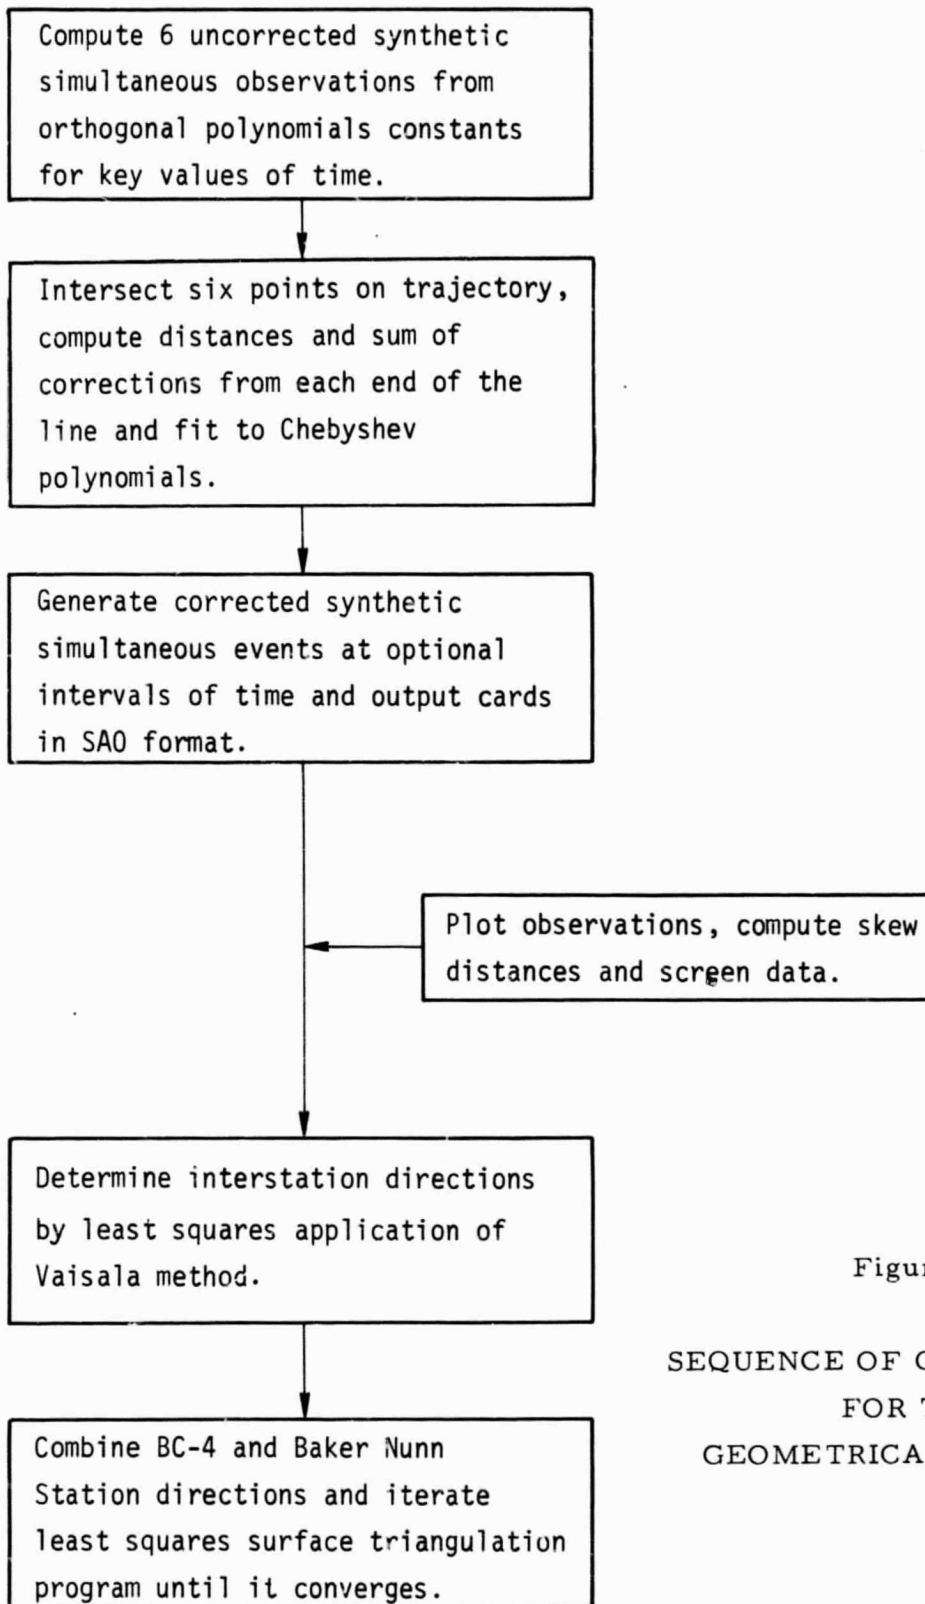 Compute 6 uncorrected synthetic
simultaneous observations from
orthogonal polynomials constants
for key values of time.
Intersect six points on trajectory,
compute distances and sum of
corrections from each end of the
line and fit to Chebyshev
polynomials.
Generate corrected synthetic
simultaneous events at optional
intervals of time and output cards
in SAO format.
Plot observations, compute skew
distances and screen data.
Determine interstation directions
by least squares application of
Vaisala method.
Combine BC-4 and Baker Nunn
Station directions and iterate
least squares surface triangulation
program until it converges.
SEQUENCE OF
FOR